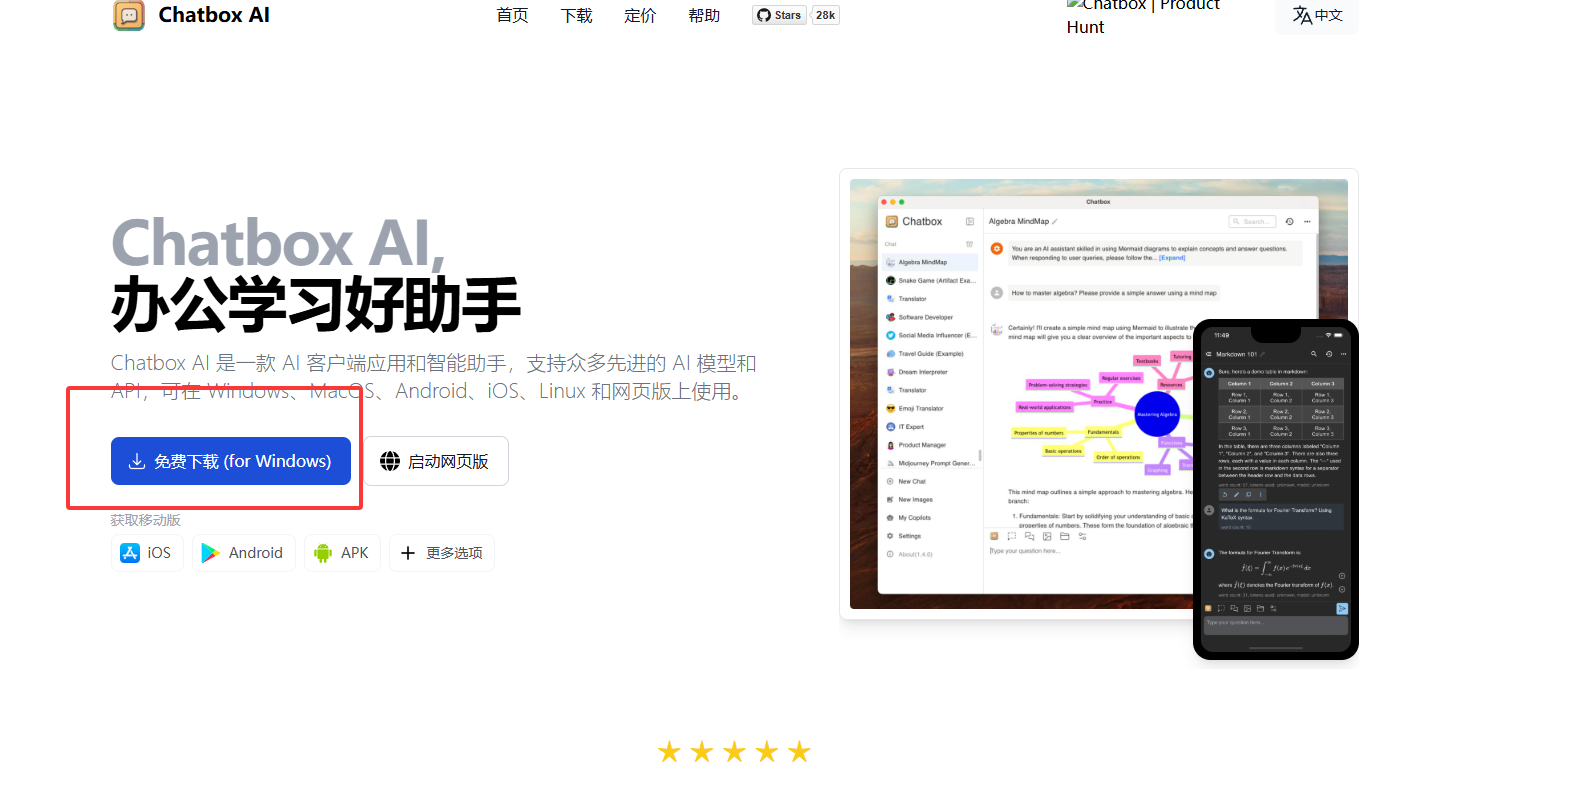 Chatbox AI
首页
下载
定价
帮助
Stars
28k
Chatbox | Product
Hunt
中文
Chatbox AI,
办公学习好助手
Chatbox AI 是一款 AI 客户端应用和智能助手，支持众多先进的 AI 模型和
API，可在 Windows、MacOS、Android、iOS、Linux 和网页版上使用。
免费下载 (for Windows)
启动网页版
获取移动版
iOS
Android
APK
更多选项
Chatbox
Chatbox
Chat
Algebra MindMap
Snake Game (Artifact Exa...
Translator
Software Developer
Social Media Influencer (E...
Travel Guide (Example)
Dream Interpreter
Translator
Emoji Translator
IT Expert
Product Manager
Midjourney Prompt Gener...
New Chat
New Images
My Copilots
Settings
About(1.4.0)
Algebra MindMap
Search...
You are an AI assistant skilled in using Mermaid diagrams to explain concepts and answer questions.
When responding to user queries, please follow the... [Expand]
How to master algebra? Please provide a simple answer using a mind map
Certainly! I'll create a simple mind map using Mermaid to illustrate th
mind map will give you a clear overview of the important aspects to
Textbooks
Tutoring
Regular exercises
Problem-solving strategies
Resources
Practice
Real-world applications
Mastering Algebra
Properties of numbers
Fundamentals
Functions
Basic operations
Order of operations
Graphing
This mind map outlines a simple approach to mastering algebra. He
branch:
1. Fundamentals: Start by solidifying your understanding of basic
properties of numbers. These form the foundation of algebraic t
Type your question here...
11:49
Markdown 101
Sure, here's a demo table in markdown:
Column 1
Column 2
Column 3
Row 1,
Column 1
Row 1,
Column 2
Row 1,
Column 3
Row 2,
Column 1
Row 2,
Column 2
Row 2,
Column 3
Row 3,
Column 1
Row 3,
Column 2
Row 3,
Column 3
In this table, there are three columns labeled "Column
1", "Column 2", and "Column 3". There are also three
rows, each with a value in each column. The "---" used
in the second row is markdown syntax for a separator
between the header row and the data rows.
What is the formula for Fourier Transform? Using
KaTeX syntax
The formula for Fourier Transform is:
f̂(ξ) = ∫ f(x) e dx
where f̂(ξ) denotes the Fourier transform of f(x).
Type your question here...